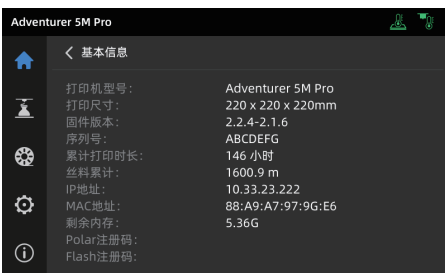 Adventurer 5M Pro
基本信息
打印机型号: Adventurer 5M Pro
打印尺寸: 220 x 220 x 220mm
固件版本: 2.2.4-2.1.6
序列号: ABCDEFG
累计打印时长: 146 小时
丝料累计: 1600.9 m
IP地址: 10.33.23.222
MAC地址: 88:A9:A7:97:9G:E6
剩余内存: 5.36G
Polar注册码:
Flash注册码: